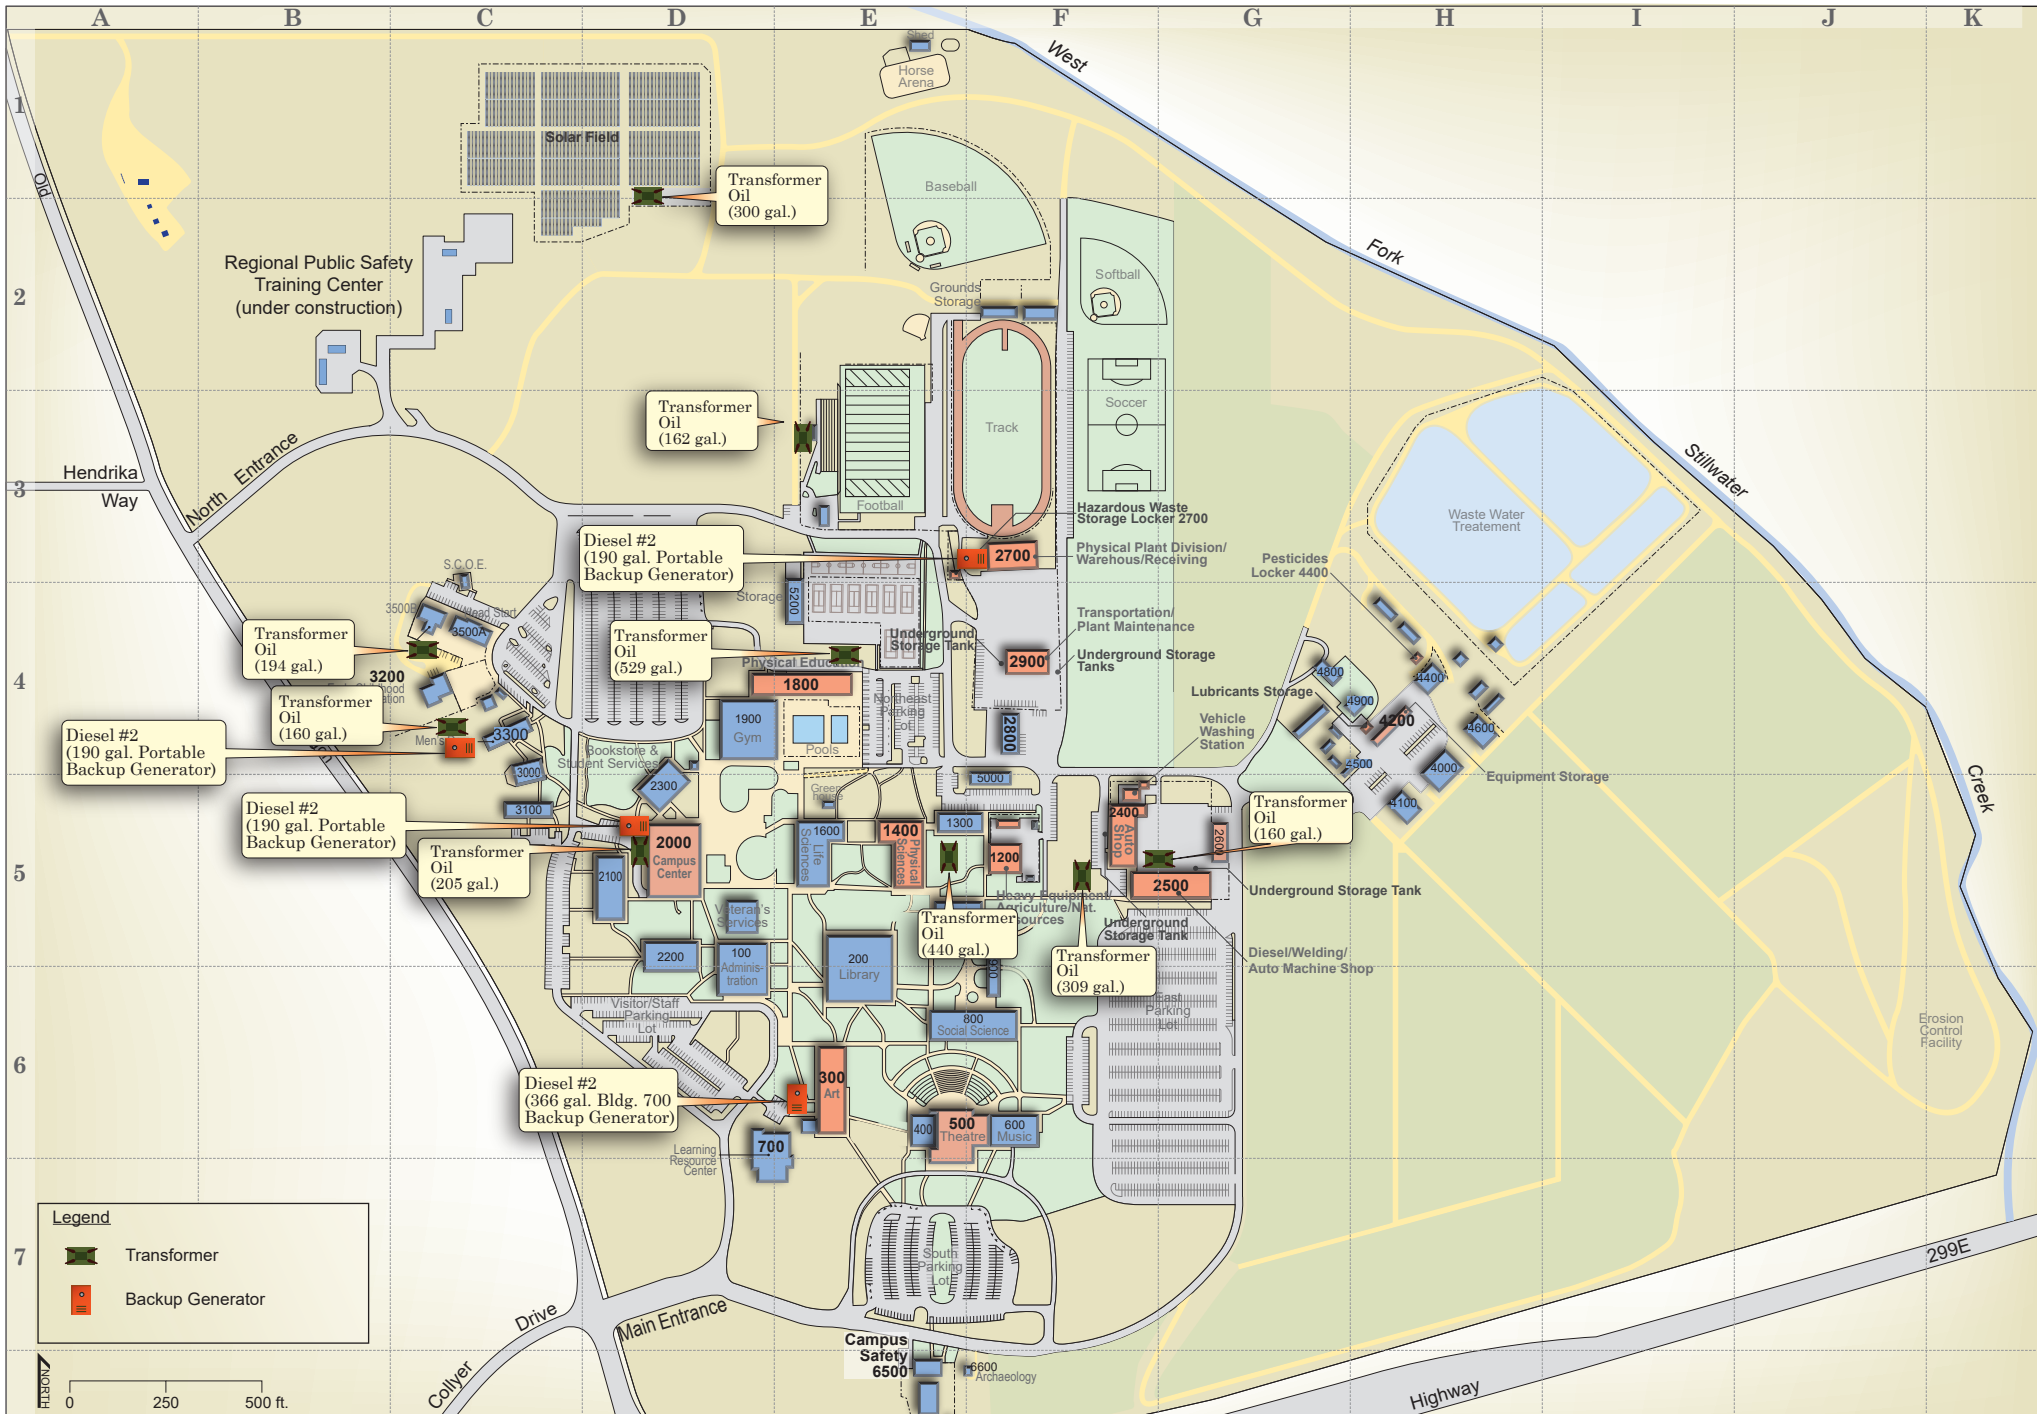 A B C D E F G H I J K
1
2
3
4
5
6
7
Shed
Horse
Arena
West
Fork
Stillwater
Creek
Solar Field
Transformer
Oil
(300 gal.)
Baseball
Old
Regional Public Safety
Training Center
(under construction)
Grounds
Storage
Softball
Soccer
Track
Football
Transformer
Oil
(162 gal.)
Hendrika
Way
North Entrance
Waste Water
Treatement
Hazardous Waste
Storage Locker 2700
Diesel #2
(190 gal. Portable
Backup Generator)
2700
Physical Plant Division/
Warehous/Receiving
Pesticides
Locker 4400
S.C.O.E.
3500B
Head Start
3500A
Storage
5200
Transformer
Oil
(194 gal.)
Transformer
Oil
(529 gal.)
Underground
Storage Tank
Transportation/
Plant Maintenance
2900
Underground Storage
Tanks
Physical Education
1800
3200
Transformer
Oil
(160 gal.)
Diesel #2
(190 gal. Portable
Backup Generator)
3300
1900
Gym
Pools
Northeast
Parking
Lot
2800
Lubricants Storage
Vehicle
Washing
Station
4800
4900
4400
4200
4600
4500
4000
4100
Equipment Storage
3000
Bookstore &
Student Services
2300
5000
3100
Green
house
Diesel #2
(190 gal. Portable
Backup Generator)
2000
Campus
Center
Transformer
Oil
(205 gal.)
2100
1600
Life
Sciences
1400
Physical
Sciences
1300
1200
2400
Auto
Shop
2600
Transformer
Oil
(160 gal.)
2500
Underground Storage Tank
Heavy Equipment/
Agriculture/Nat.
Veteran's
Services
Transformer
Oil
(440 gal.)
Underground
Storage Tank
Transformer
Oil
(309 gal.)
Diesel/Welding/
Auto Machine Shop
2200
100
Adminis-
tration
200
Library
Visitor/Staff
Parking
Lot
800
Social Science
East
Parking
Lot
Erosion
Control
Facility
Diesel #2
(366 gal. Bldg. 700
Backup Generator)
300
Art
400
500
Theatre
600
Music
Learning
Resource
Center
700
South
Parking
Lot
Legend
Transformer
Backup Generator
Main Entrance
Collyer Drive
Campus
Safety
6500
6600
Archaeology
Highway
299E
NORTH
0 250 500 ft.